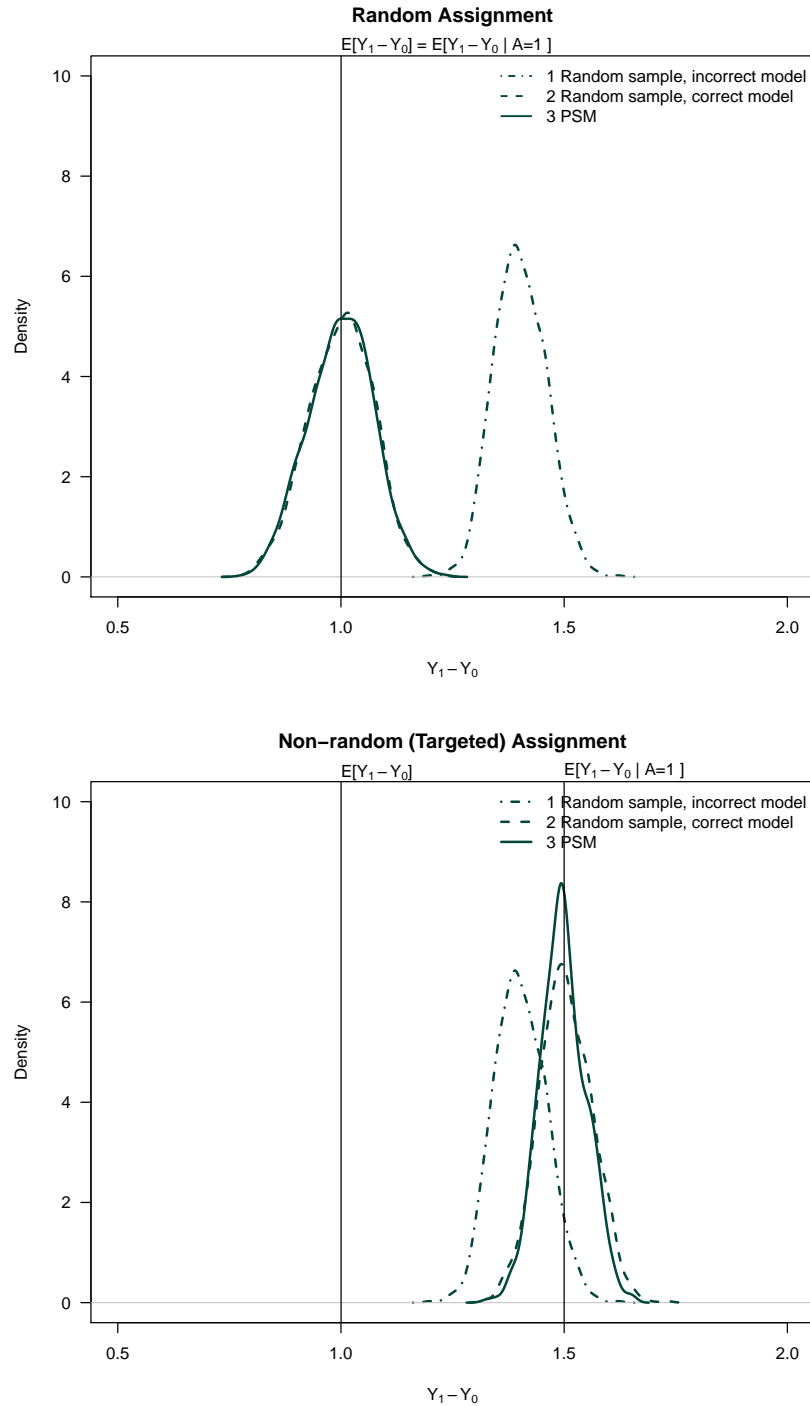 Random Assignment
E[Y₁ − Y₀] = E[Y₁ − Y₀ | A=1 ]
1 Random sample, incorrect model
2 Random sample, correct model
3 PSM
10
8
6
4
2
0
Density
0.5 1.0 1.5 2.0
Y₁ − Y₀
Non−random (Targeted) Assignment
E[Y₁ − Y₀] E[Y₁ − Y₀ | A=1 ]
1 Random sample, incorrect model
2 Random sample, correct model
3 PSM
10
8
6
4
2
0
Density
0.5 1.0 1.5 2.0
Y₁ − Y₀